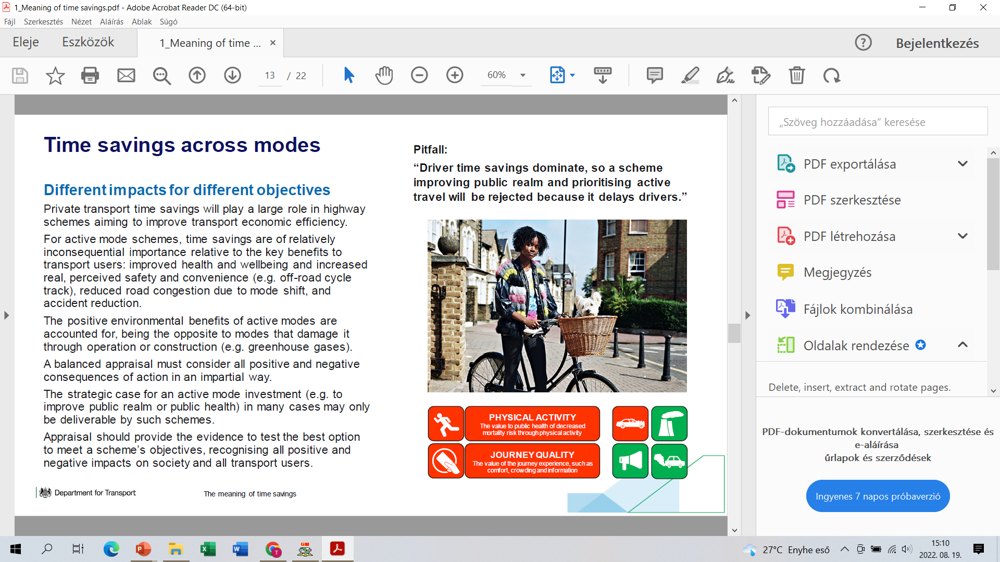 1_Meaning of time savings.pdf - Adobe Acrobat Reader DC (64-bit)
Fájl Szerkesztés Nézet Aláírás Ablak Súgó
Eleje Eszközök 1_Meaning of time ... × ? Bejelentkezés
13 / 22 60%
Time savings across modes
Different impacts for different objectives
Private transport time savings will play a large role in highway
schemes aiming to improve transport economic efficiency.
For active mode schemes, time savings are of relatively
inconsequential importance relative to the key benefits to
transport users: improved health and wellbeing and increased
real, perceived safety and convenience (e.g. off-road cycle
track), reduced road congestion due to mode shift, and
accident reduction.
The positive environmental benefits of active modes are
accounted for, being the opposite to modes that damage it
through operation or construction (e.g. greenhouse gases).
A balanced appraisal must consider all positive and negative
consequences of action in an impartial way.
The strategic case for an active mode investment (e.g. to
improve public realm or public health) in many cases may only
be deliverable by such schemes.
Appraisal should provide the evidence to test the best option
to meet a scheme's objectives, recognising all positive and
negative impacts on society and all transport users.
Department for Transport
The meaning of time savings
Pitfall:
“Driver time savings dominate, so a scheme
improving public realm and prioritising active
travel will be rejected because it delays drivers.”
PHYSICAL ACTIVITY
The value to public health of decreased
mortality risk through physical activity
JOURNEY QUALITY
The value of the journey experience, such as
comfort, crowding and information
„Szöveg hozzáadása” keresése
PDF exportálása
PDF szerkesztése
PDF létrehozása
Megjegyzés
Fájlok kombinálása
Oldalak rendezése
Delete, insert, extract and rotate pages.
PDF-dokumentumok konvertálása, szerkesztése és
e-aláírása
űrlapok és szerződések
Ingyenes 7 napos próbaverzió
GIB
27°C Enyhe eső
15:10
2022. 08. 19.